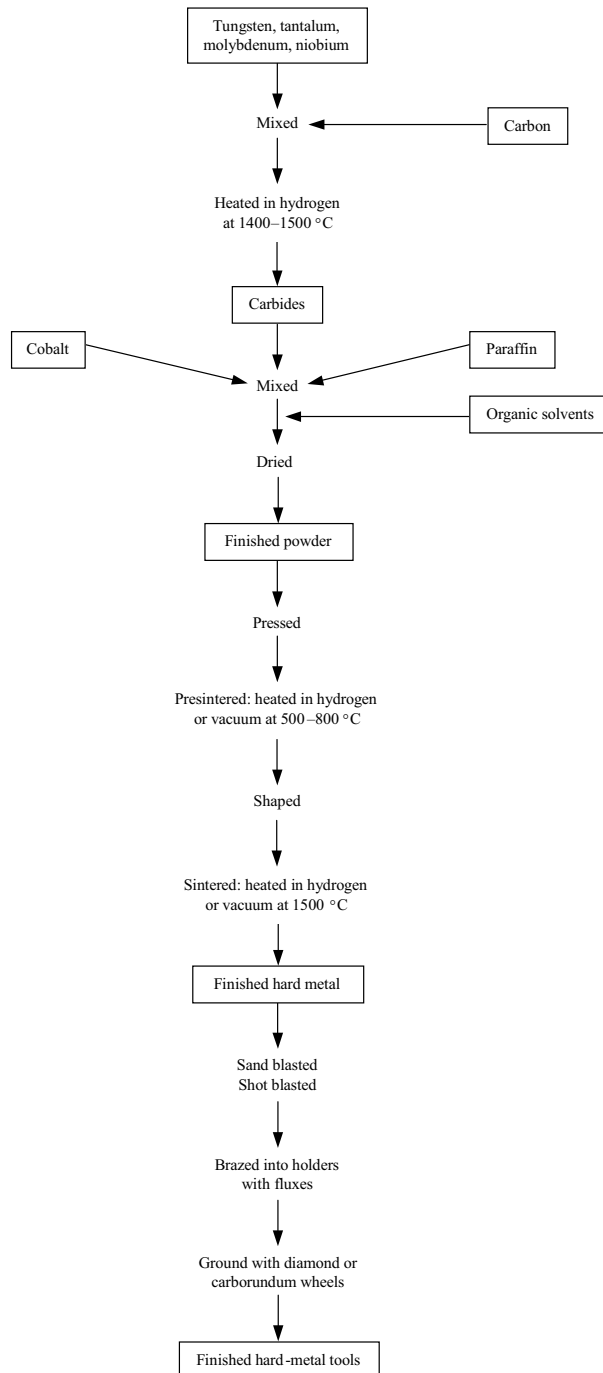 Tungsten, tantalum,
molybdenum, niobium
Mixed
Carbon
Heated in hydrogen
at 1400–1500 °C
Carbides
Cobalt
Paraffin
Mixed
Organic solvents
Dried
Finished powder
Pressed
Presintered: heated in hydrogen
or vacuum at 500–800 °C
Shaped
Sintered: heated in hydrogen
or vacuum at 1500 °C
Finished hard metal
Sand blasted
Shot blasted
Brazed into holders
with fluxes
Ground with diamond or
carborundum wheels
Finished hard-metal tools